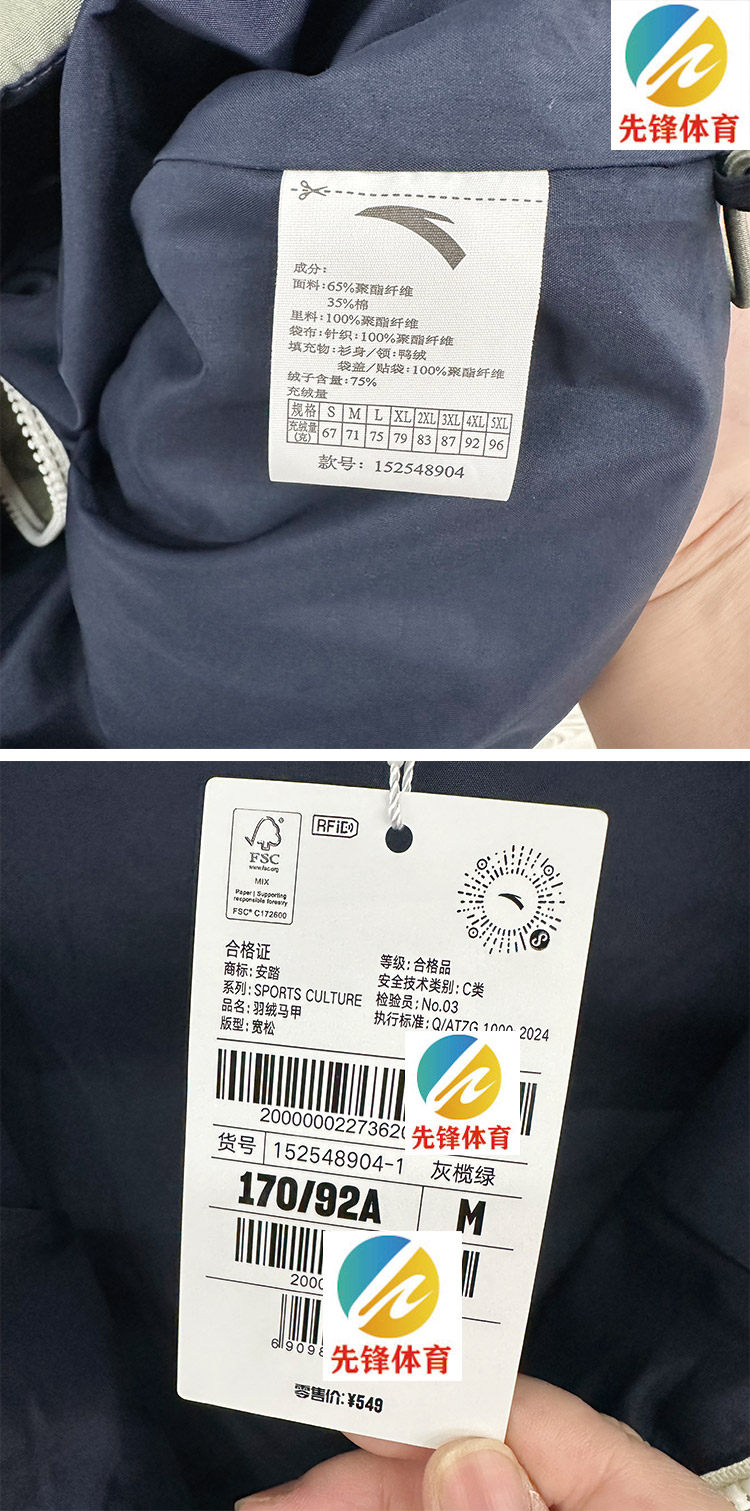 先锋体育
成分:
面料:65%聚酯纤维
35%棉
里料:100%聚酯纤维
袋布:针织:100%聚酯纤维
填充物:衫身/领:鸭绒
袋盖/贴袋:100%聚酯纤维
绒子含量:75%
充绒量
规格 S M L XL 2XL 3XL 4XL 5XL
充绒量(克) 67 71 75 79 83 87 92 96
款号: 152548904
FSC
www.fsc.org
MIX
Paper | Supporting
responsible forestry
FSC® C172600
RFID
合格证
商标: 安踏
系列: SPORTS CULTURE
品名: 羽绒马甲
版型: 宽松
等级: 合格品
安全技术类别: C类
检验员: No.03
执行标准: Q/ATZG 1000-2024
2000000227362
先锋体育
货号 152548904-1 灰榄绿
170/92A M
200
先锋体育
6 909
零售价: ¥549